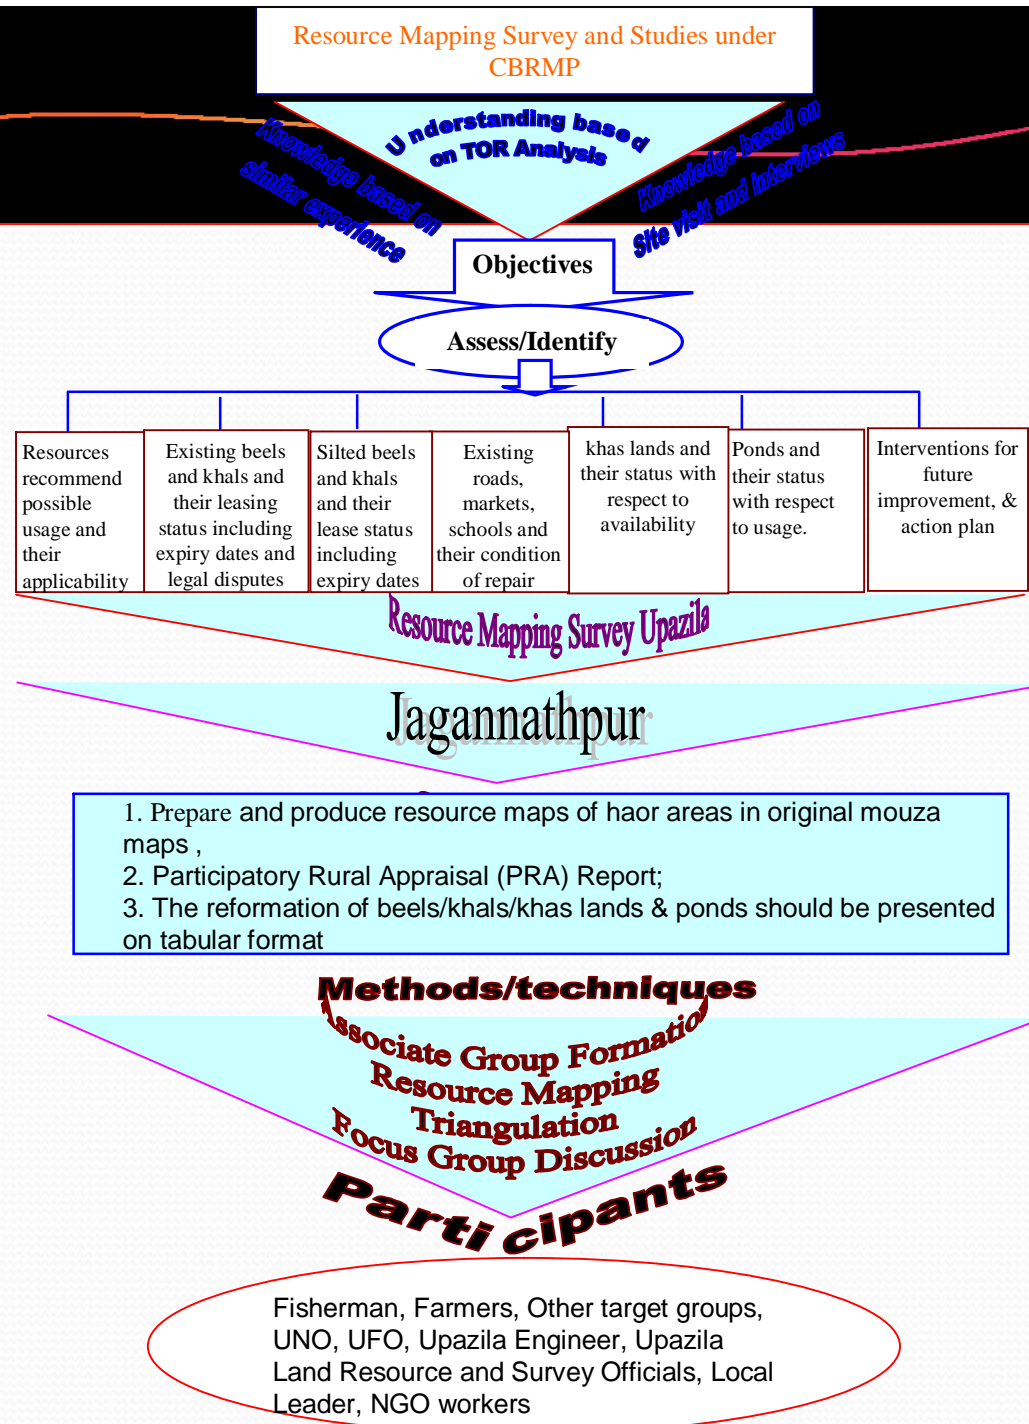 Resource Mapping Survey and Studies under
CBRMP
Understanding based
on TOR Analysis
Knowledge based on
similar experience
Knowledge based on
site visit and interviews
Objectives
Assess/Identify
Resources
recommend
possible
usage and
their
applicability
Existing beels
and khals and
their leasing
status including
expiry dates and
legal disputes
Silted beels
and khals
and their
lease status
including
expiry dates
Existing
roads,
markets,
schools and
their condition
of repair
khas lands and
their status with
respect to
availability
Ponds and
their status
with respect
to usage.
Interventions for
future
improvement, &
action plan
Resource Mapping Survey Upazila
Jagannathpur
1. Prepare and produce resource maps of haor areas in original mouza
maps ,
2. Participatory Rural Appraisal (PRA) Report;
3. The reformation of beels/khals/khas lands & ponds should be presented
on tabular format
Methods/techniques
Associate Group Formation
Resource Mapping
Triangulation
Focus Group Discussion
Participants
Fisherman, Farmers, Other target groups,
UNO, UFO, Upazila Engineer, Upazila
Land Resource and Survey Officials, Local
Leader, NGO workers